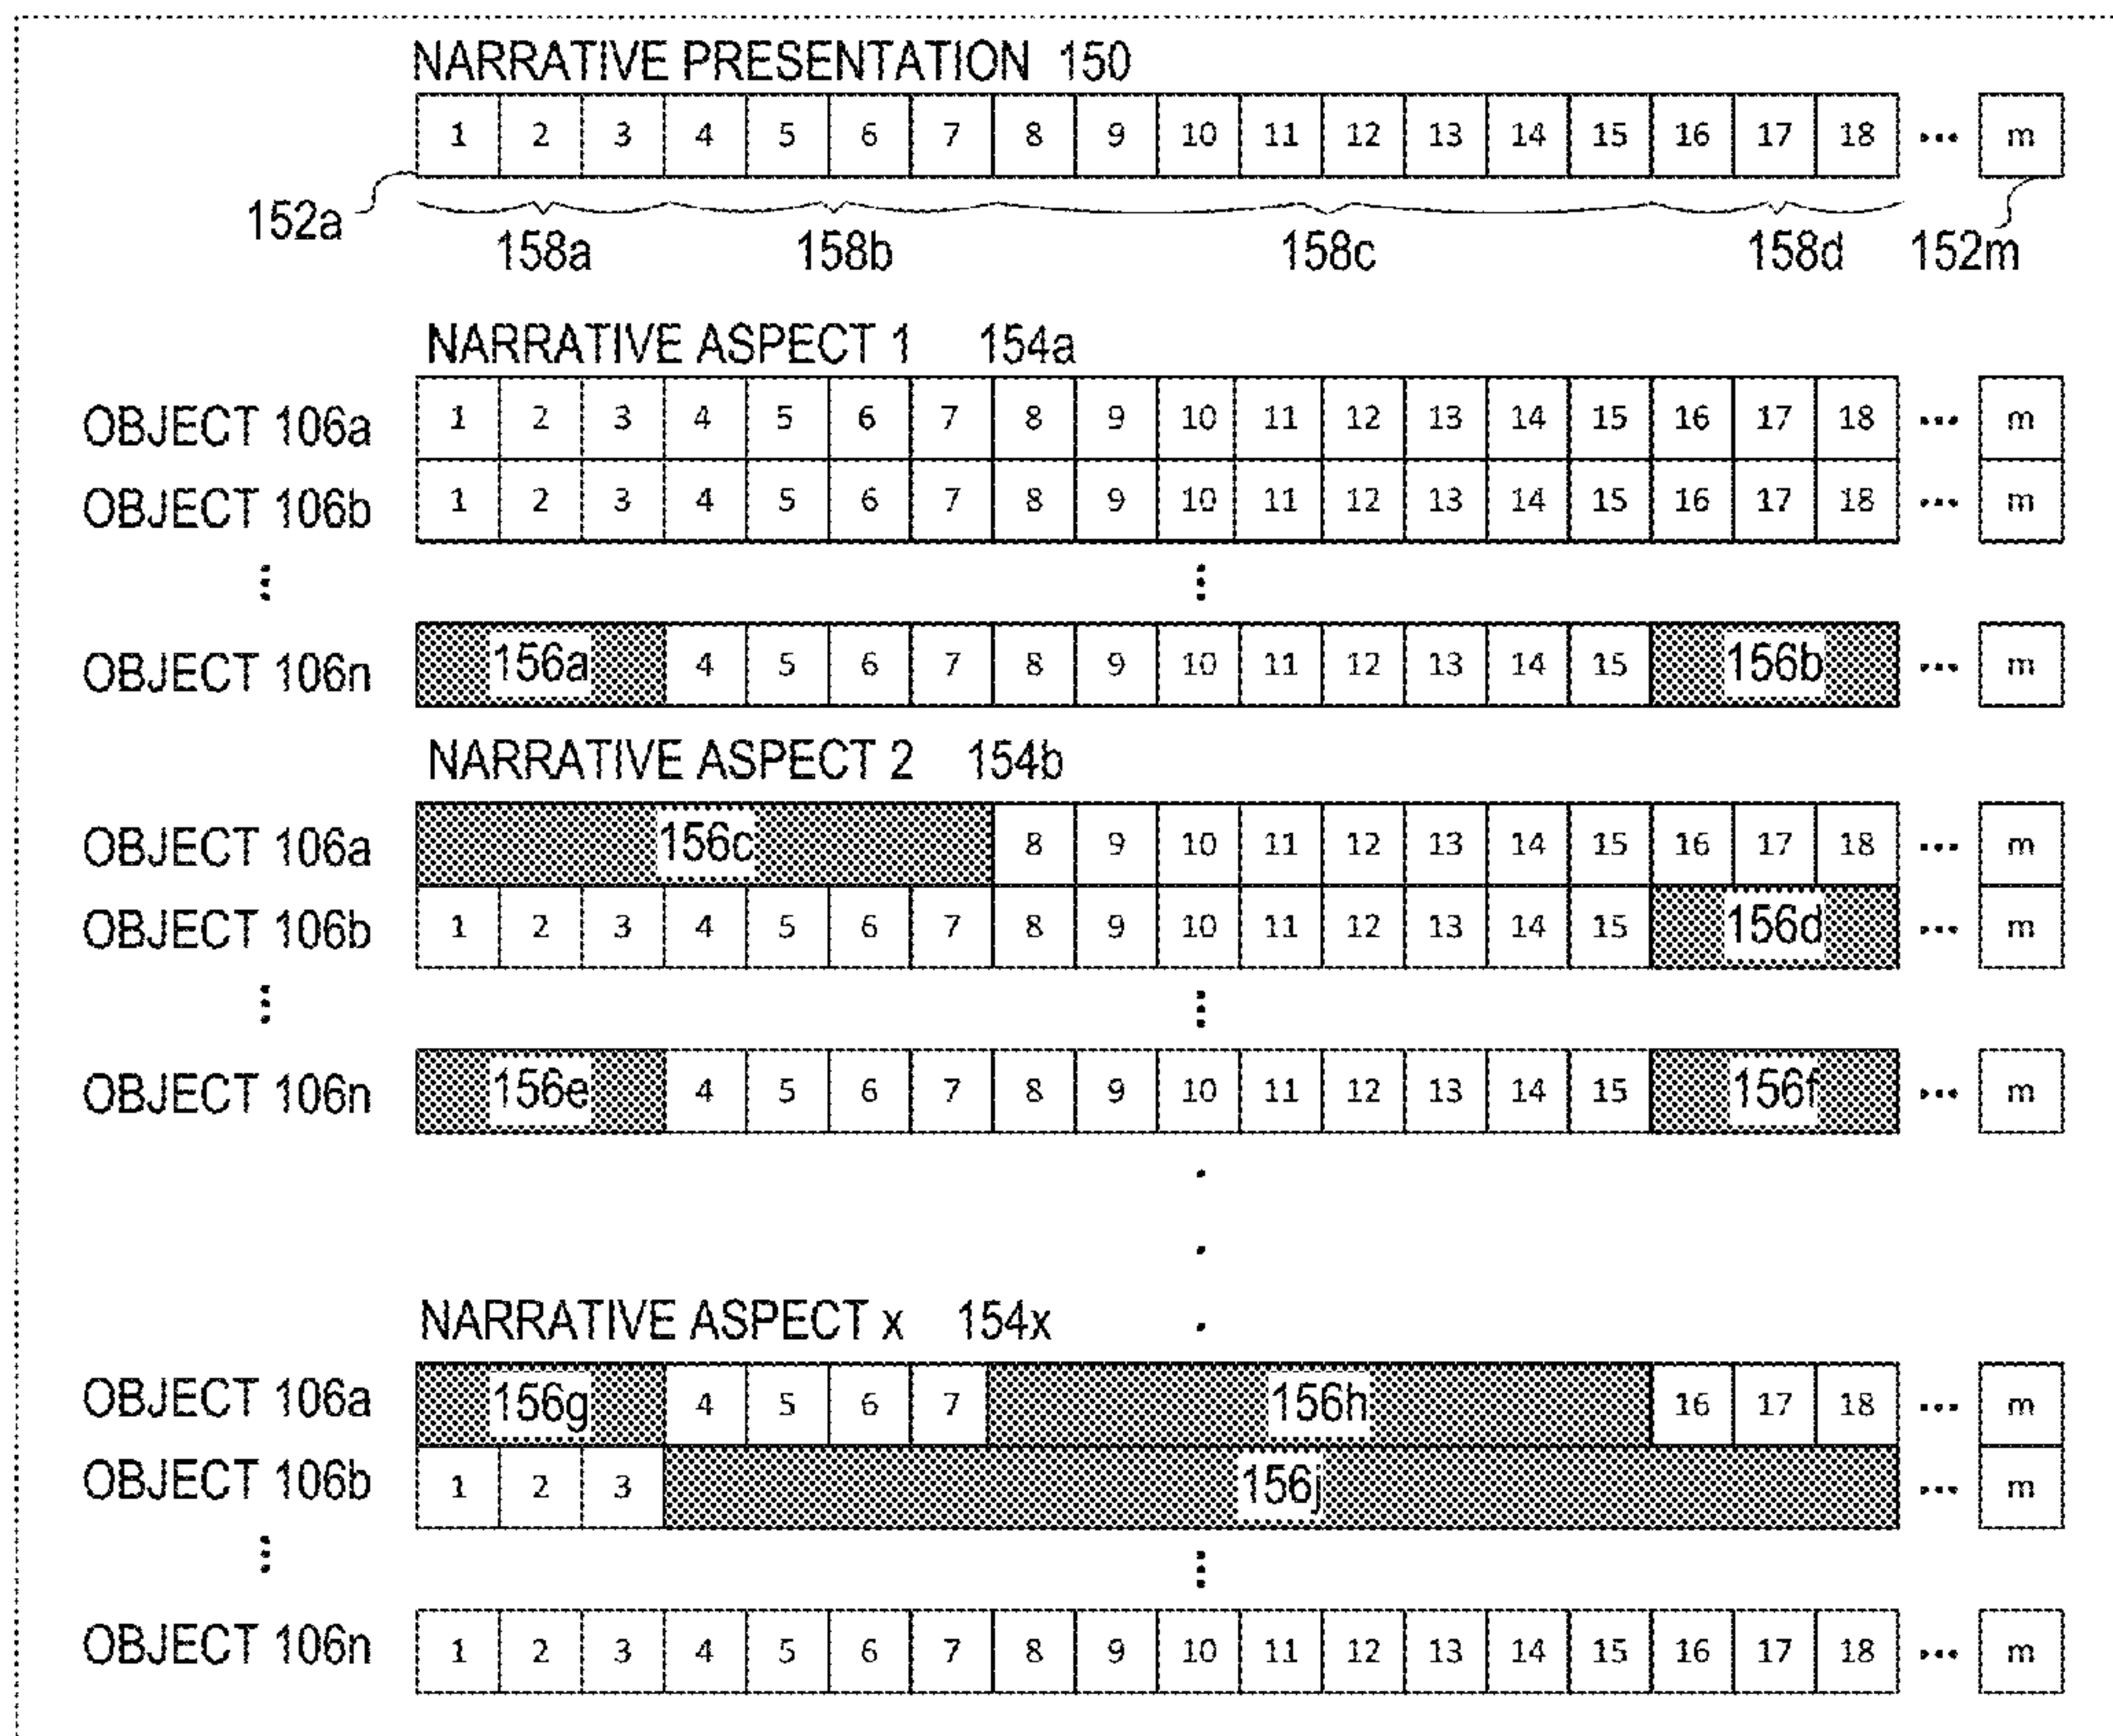 NARRATIVE PRESENTATION 150
1 2 3 4 5 6 7 8 9 10 11 12 13 14 15 16 17 18 ... m
152a 158a 158b 158c 158d 152m
NARRATIVE ASPECT 1 154a
OBJECT 106a 1 2 3 4 5 6 7 8 9 10 11 12 13 14 15 16 17 18 ... m
OBJECT 106b 1 2 3 4 5 6 7 8 9 10 11 12 13 14 15 16 17 18 ... m
OBJECT 106n 156a 4 5 6 7 8 9 10 11 12 13 14 15 156b ... m
NARRATIVE ASPECT 2 154b
OBJECT 106a 156c 8 9 10 11 12 13 14 15 16 17 18 ... m
OBJECT 106b 1 2 3 4 5 6 7 8 9 10 11 12 13 14 15 156d ... m
OBJECT 106n 156e 4 5 6 7 8 9 10 11 12 13 14 15 156f ... m
NARRATIVE ASPECT x 154x
OBJECT 106a 156g 4 5 6 7 156h 16 17 18 ... m
OBJECT 106b 1 2 3 156j ... m
OBJECT 106n 1 2 3 4 5 6 7 8 9 10 11 12 13 14 15 16 17 18 ... m